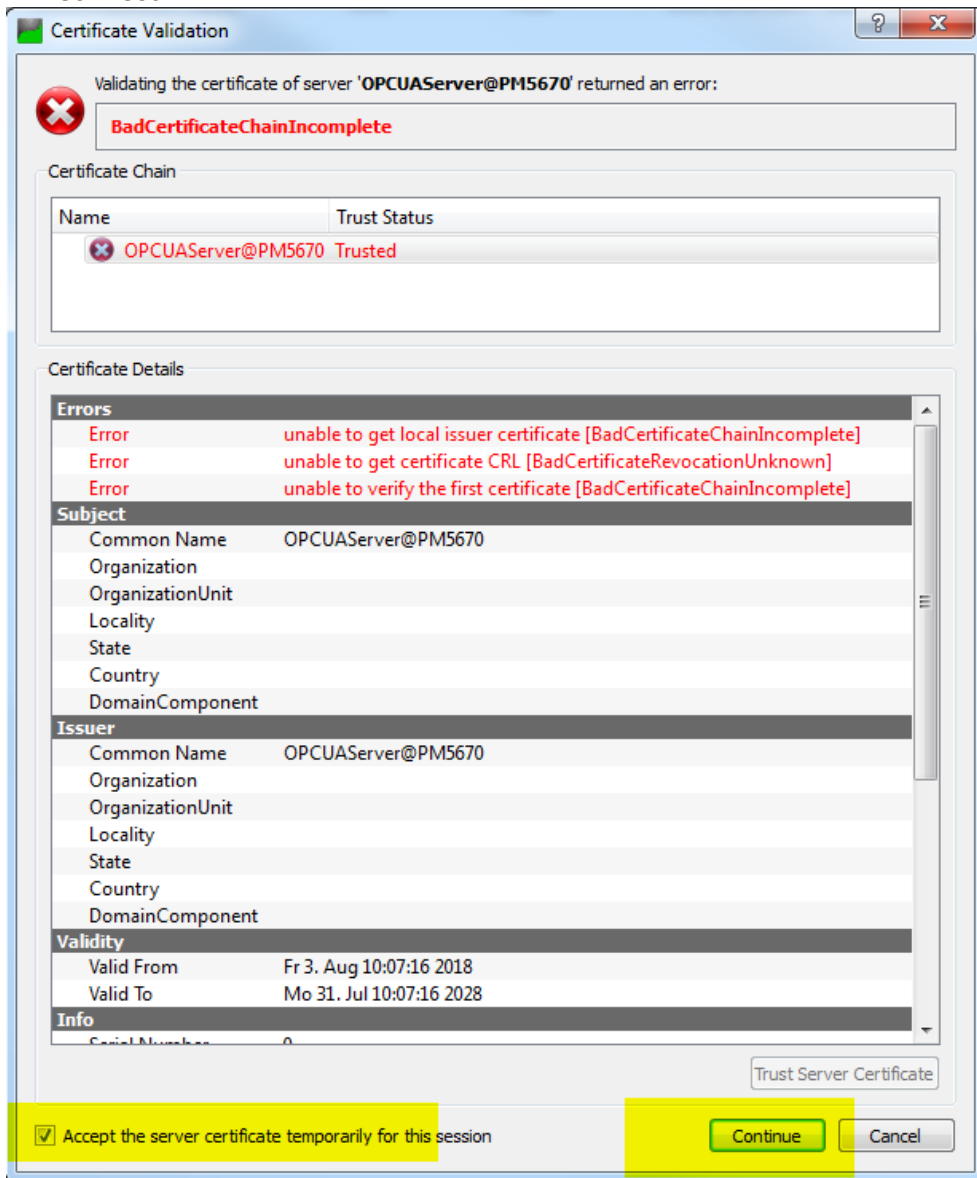 Certificate Validation
Validating the certificate of server 'OPCUAServer@PM5670' returned an error:
BadCertificateChainIncomplete
Certificate Chain
Name Trust Status
OPCUAServer@PM5670 Trusted
Certificate Details
Errors
Error unable to get local issuer certificate [BadCertificateChainIncomplete]
Error unable to get certificate CRL [BadCertificateRevocationUnknown]
Error unable to verify the first certificate [BadCertificateChainIncomplete]
Subject
Common Name OPCUAServer@PM5670
Organization
OrganizationUnit
Locality
State
Country
DomainComponent
Issuer
Common Name OPCUAServer@PM5670
Organization
OrganizationUnit
Locality
State
Country
DomainComponent
Validity
Valid From Fr 3. Aug 10:07:16 2018
Valid To Mo 31. Jul 10:07:16 2028
Info
Serial Number 0
Trust Server Certificate
Accept the server certificate temporarily for this session
Continue Cancel